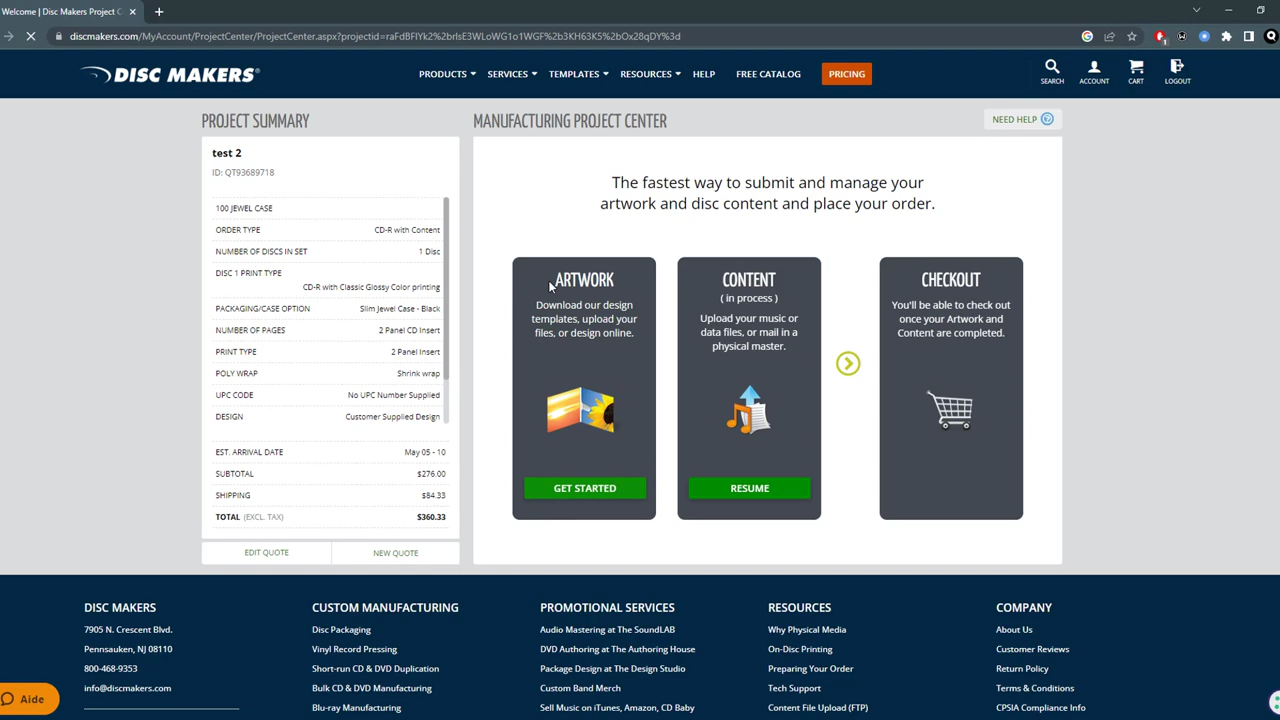 Welcome | Disc Makers Project C
discmakers.com/MyAccount/ProjectCenter/ProjectCenter.aspx?projectid=raFdBFIYk2%2brlsE3WLoWG1o1WGF%2b3KH63K5%2bOx28qDY%3d
1
DISC MAKERS
PRODUCTS SERVICES TEMPLATES RESOURCES HELP FREE CATALOG PRICING
SEARCH ACCOUNT CART LOGOUT
PROJECT SUMMARY
test 2
ID: QT93689718
100 JEWEL CASE
ORDER TYPE CD-R with Content
NUMBER OF DISCS IN SET 1 Disc
DISC 1 PRINT TYPE
CD-R with Classic Glossy Color printing
PACKAGING/CASE OPTION Slim Jewel Case - Black
NUMBER OF PAGES 2 Panel CD Insert
PRINT TYPE 2 Panel Insert
POLY WRAP Shrink wrap
UPC CODE No UPC Number Supplied
DESIGN Customer Supplied Design
EST. ARRIVAL DATE May 05 - 10
SUBTOTAL $276.00
SHIPPING $84.33
TOTAL (EXCL. TAX) $360.33
EDIT QUOTE NEW QUOTE
MANUFACTURING PROJECT CENTER
NEED HELP ?
The fastest way to submit and manage your
artwork and disc content and place your order.
ARTWORK
Download our design
templates, upload your
files, or design online.
GET STARTED
CONTENT
( in process )
Upload your music or
data files, or mail in a
physical master.
RESUME
CHECKOUT
You'll be able to check out
once your Artwork and
Content are completed.
DISC MAKERS
7905 N. Crescent Blvd.
Pennsauken, NJ 08110
800-468-9353
info@discmakers.com
CUSTOM MANUFACTURING
Disc Packaging
Vinyl Record Pressing
Short-run CD & DVD Duplication
Bulk CD & DVD Manufacturing
Blu-ray Manufacturing
PROMOTIONAL SERVICES
Audio Mastering at The SoundLAB
DVD Authoring at The Authoring House
Package Design at The Design Studio
Custom Band Merch
Sell Music on iTunes, Amazon, CD Baby
RESOURCES
Why Physical Media
On-Disc Printing
Preparing Your Order
Tech Support
Content File Upload (FTP)
COMPANY
About Us
Customer Reviews
Return Policy
Terms & Conditions
CPSIA Compliance Info
Aide